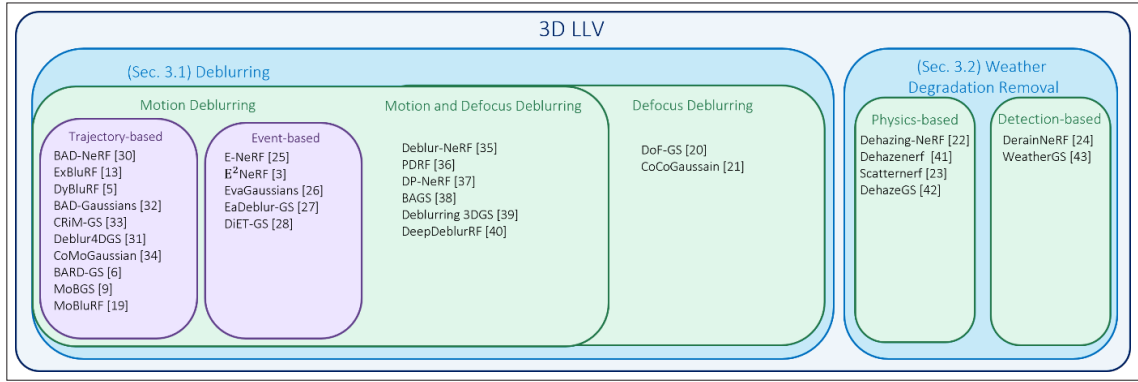 3D LLV
(Sec. 3.1) Deblurring
Motion Deblurring
Trajectory-based
BAD-NeRF [30]
ExBluRF [13]
DyBluRF [5]
BAD-Gaussians [32]
CRiM-GS [33]
Deblur4DGS [31]
CoMoGaussian [34]
BARD-GS [6]
MoBGS [9]
MoBluRF [19]
Event-based
E-NeRF [25]
E²NeRF [3]
EvaGaussians [26]
EaDeblur-GS [27]
DiET-GS [28]
Motion and Defocus Deblurring
Deblur-NeRF [35]
PDRF [36]
DP-NeRF [37]
BAGS [38]
Deblurring 3DGS [39]
DeepDeblurRF [40]
Defocus Deblurring
DoF-GS [20]
CoCoGaussain [21]
(Sec. 3.2) Weather
Degradation Removal
Physics-based
Dehazing-NeRF [22]
Dehazenerf [41]
Scatternerf [23]
DehazeGS [42]
Detection-based
DerainNeRF [24]
WeatherGS [43]